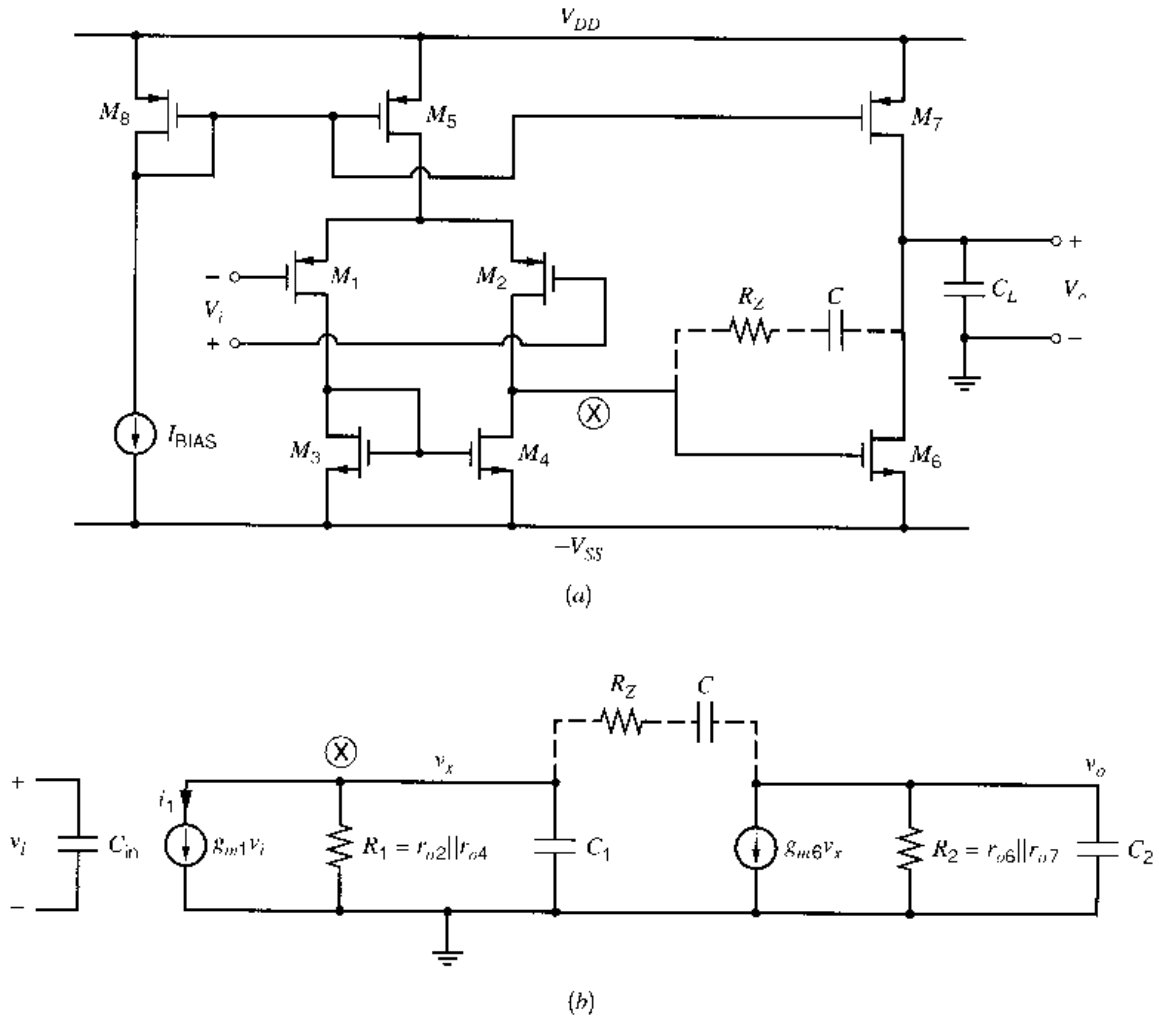 V_DD
M_8
M_5
M_7
−
M_1
M_2
R_Z
C
V_i
+
+
C_L
V_o
−
X
I_BIAS
M_3
M_4
M_6
−V_SS
(a)
R_Z
C
X
v_x
v_o
+
i_1
v_i
C_in
g_m1 v_i
R_1 = r_o2||r_o4
C_1
g_m6 v_x
R_2 = r_o6||r_o7
C_2
−
(b)